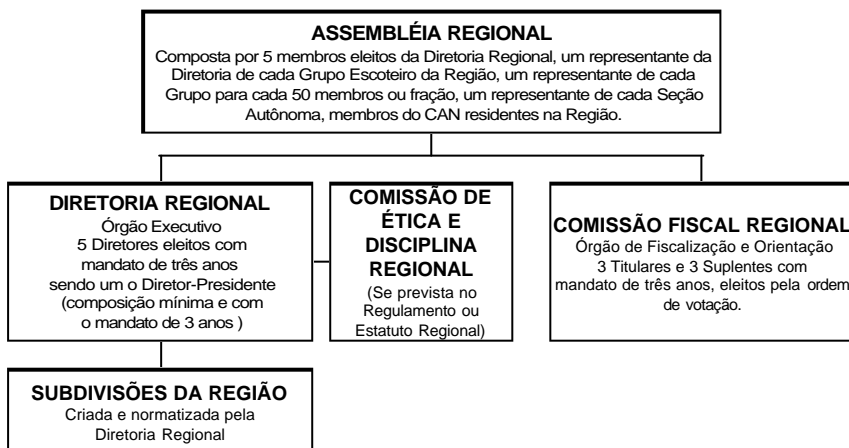 ASSEMBLÉIA REGIONAL
Composta por 5 membros eleitos da Diretoria Regional, um representante da
Diretoria de cada Grupo Escoteiro da Região, um representante de cada
Grupo para cada 50 membros ou fração, um representante de cada Seção
Autônoma, membros do CAN residentes na Região.
DIRETORIA REGIONAL
Órgão Executivo
5 Diretores eleitos com
mandato de três anos
sendo um o Diretor-Presidente
(composição mínima e com
o mandato de 3 anos )
COMISSÃO DE
ÉTICA E
DISCIPLINA
REGIONAL
(Se prevista no
Regulamento ou
Estatuto Regional)
COMISSÃO FISCAL REGIONAL
Órgão de Fiscalização e Orientação
3 Titulares e 3 Suplentes com
mandato de três anos, eleitos pela ordem
de votação.
SUBDIVISÕES DA REGIÃO
Criada e normatizada pela
Diretoria Regional